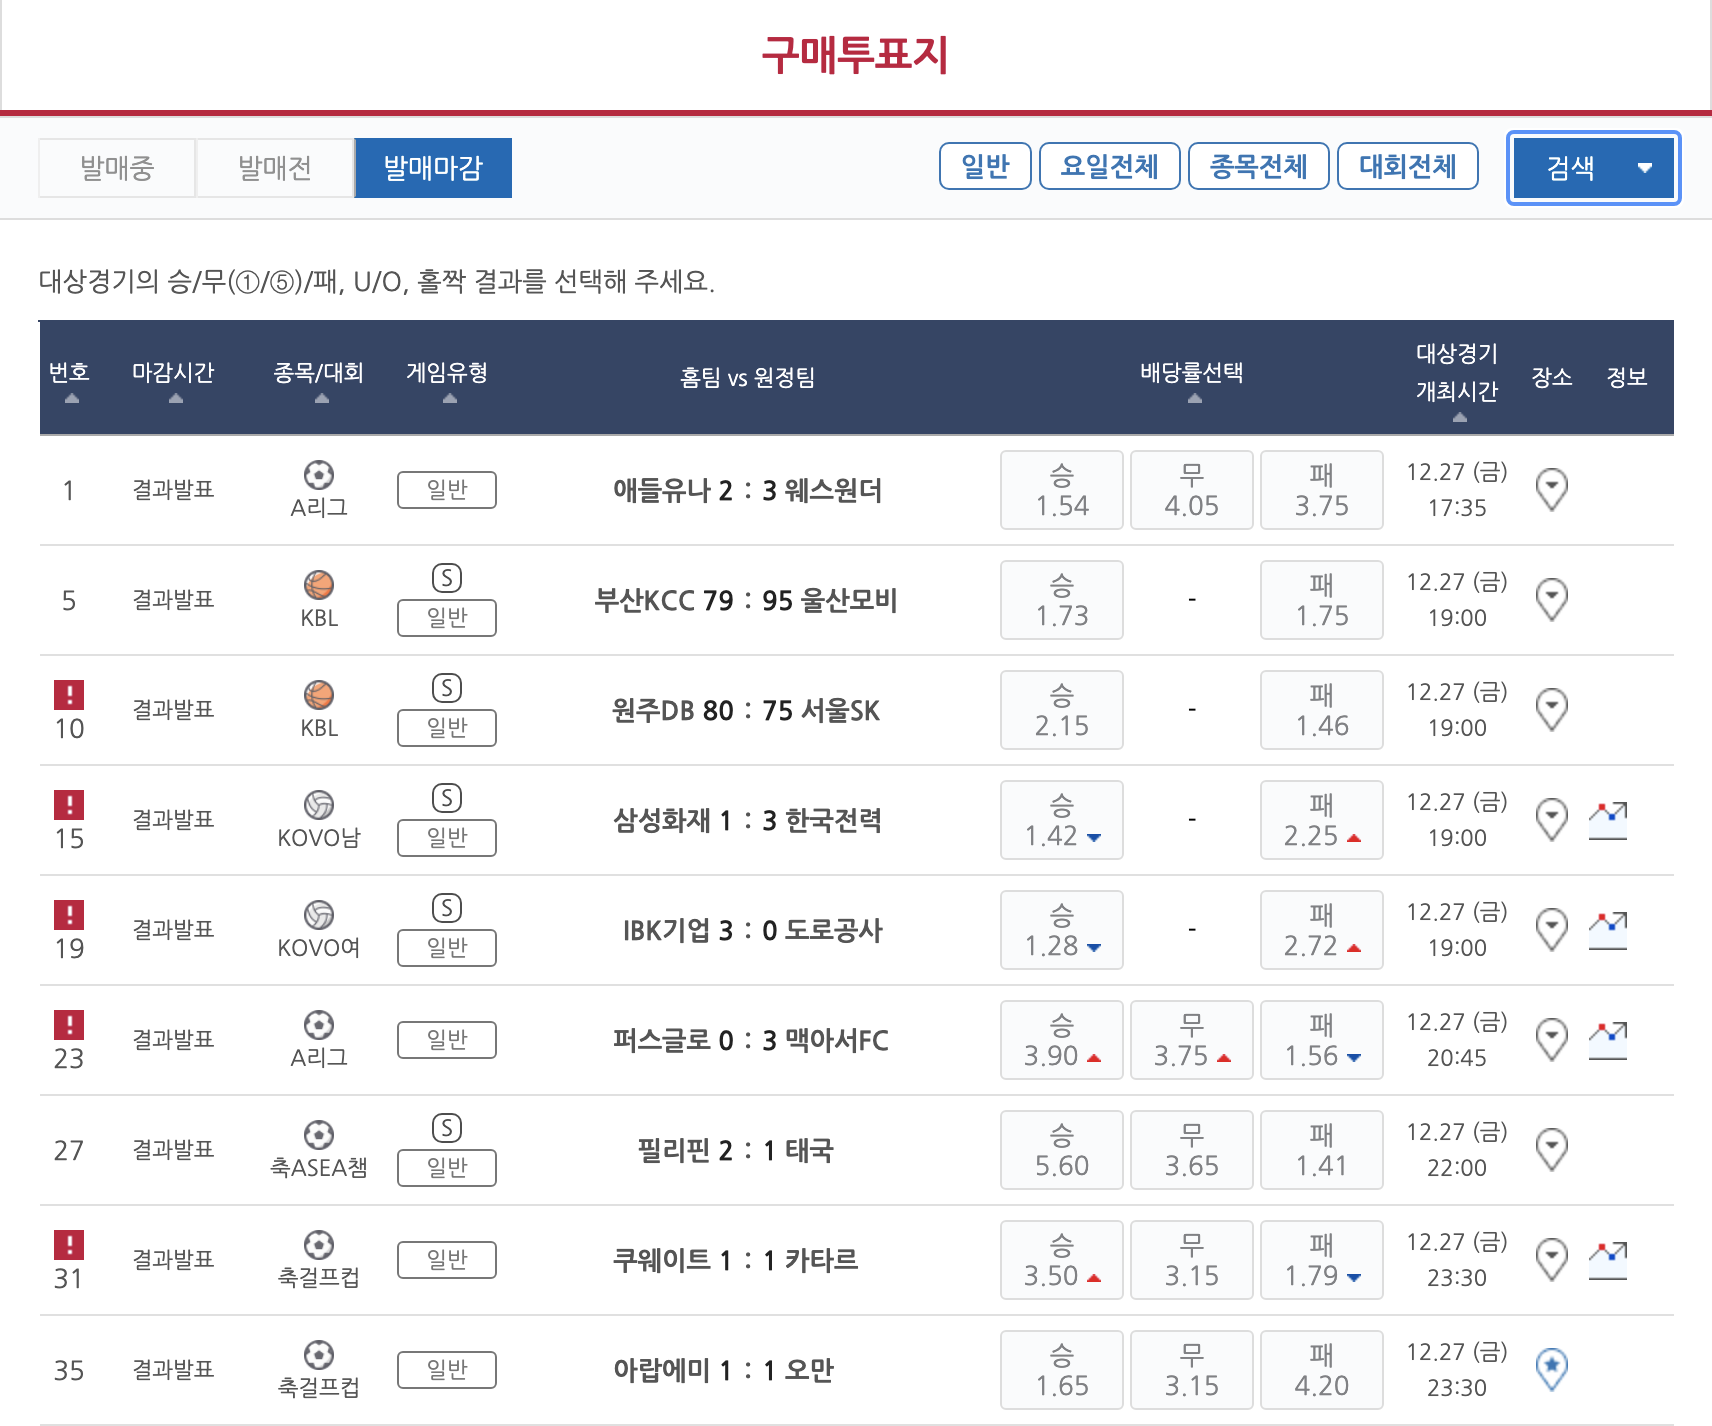 구매투표지
발매중 발매전 발매마감 일반 요일전체 종목전체 대회전체 검색
대상경기의 승/무(①/⑤)/패, U/O, 홀짝 결과를 선택해 주세요.
번호 마감시간 종목/대회 게임유형 홈팀 vs 원정팀 배당률선택 대상경기 개최시간 장소 정보
1 결과발표 A리그 일반 애들유나 2 : 3 웨스원더 승 1.54 무 4.05 패 3.75 12.27 (금) 17:35
5 결과발표 KBL S 일반 부산KCC 79 : 95 울산모비 승 1.73 - 패 1.75 12.27 (금) 19:00
! 10 결과발표 KBL S 일반 원주DB 80 : 75 서울SK 승 2.15 - 패 1.46 12.27 (금) 19:00
! 15 결과발표 KOVO남 S 일반 삼성화재 1 : 3 한국전력 승 1.42 - 패 2.25 12.27 (금) 19:00
! 19 결과발표 KOVO여 S 일반 IBK기업 3 : 0 도로공사 승 1.28 - 패 2.72 12.27 (금) 19:00
! 23 결과발표 A리그 일반 퍼스글로 0 : 3 맥아서FC 승 3.90 무 3.75 패 1.56 12.27 (금) 20:45
27 결과발표 축ASEA챔 S 일반 필리핀 2 : 1 태국 승 5.60 무 3.65 패 1.41 12.27 (금) 22:00
! 31 결과발표 축걸프컵 일반 쿠웨이트 1 : 1 카타르 승 3.50 무 3.15 패 1.79 12.27 (금) 23:30
35 결과발표 축걸프컵 일반 아랍에미 1 : 1 오만 승 1.65 무 3.15 패 4.20 12.27 (금) 23:30